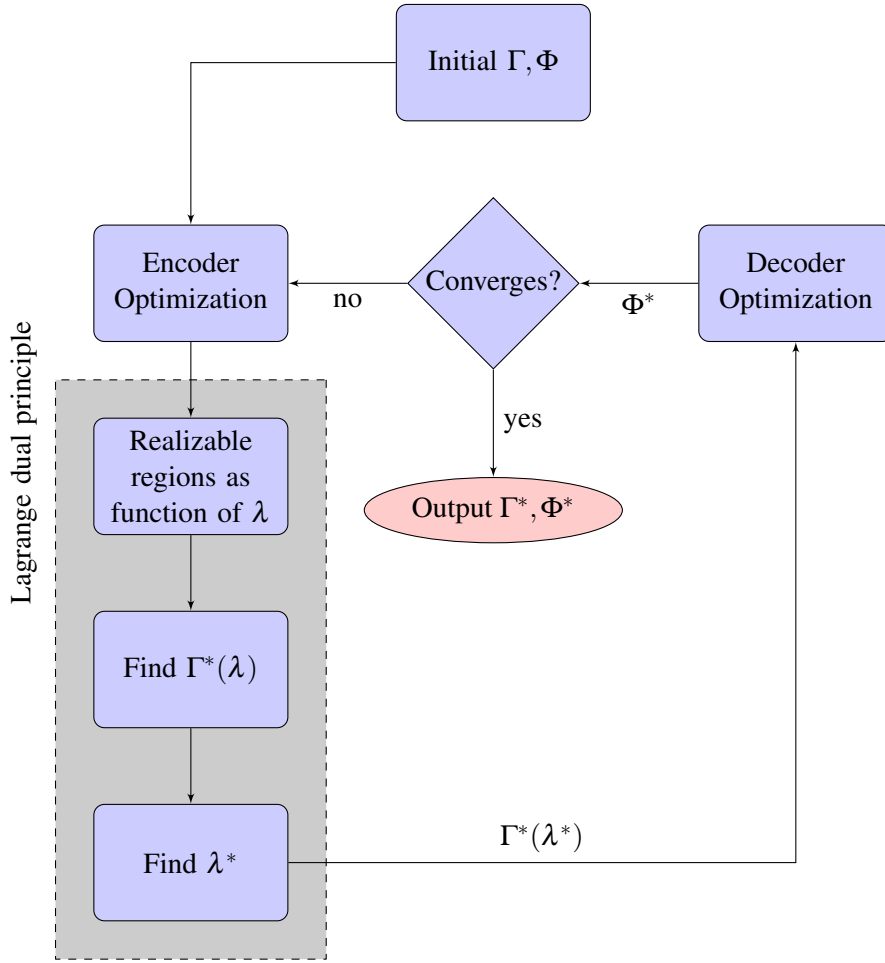 Initial Γ, Φ
Encoder
Optimization
Converges?
Decoder
Optimization
no
Φ*
yes
Lagrange dual principle
Realizable
regions as
function of λ
Output Γ*, Φ*
Find Γ*(λ)
Find λ*
Γ*(λ*)